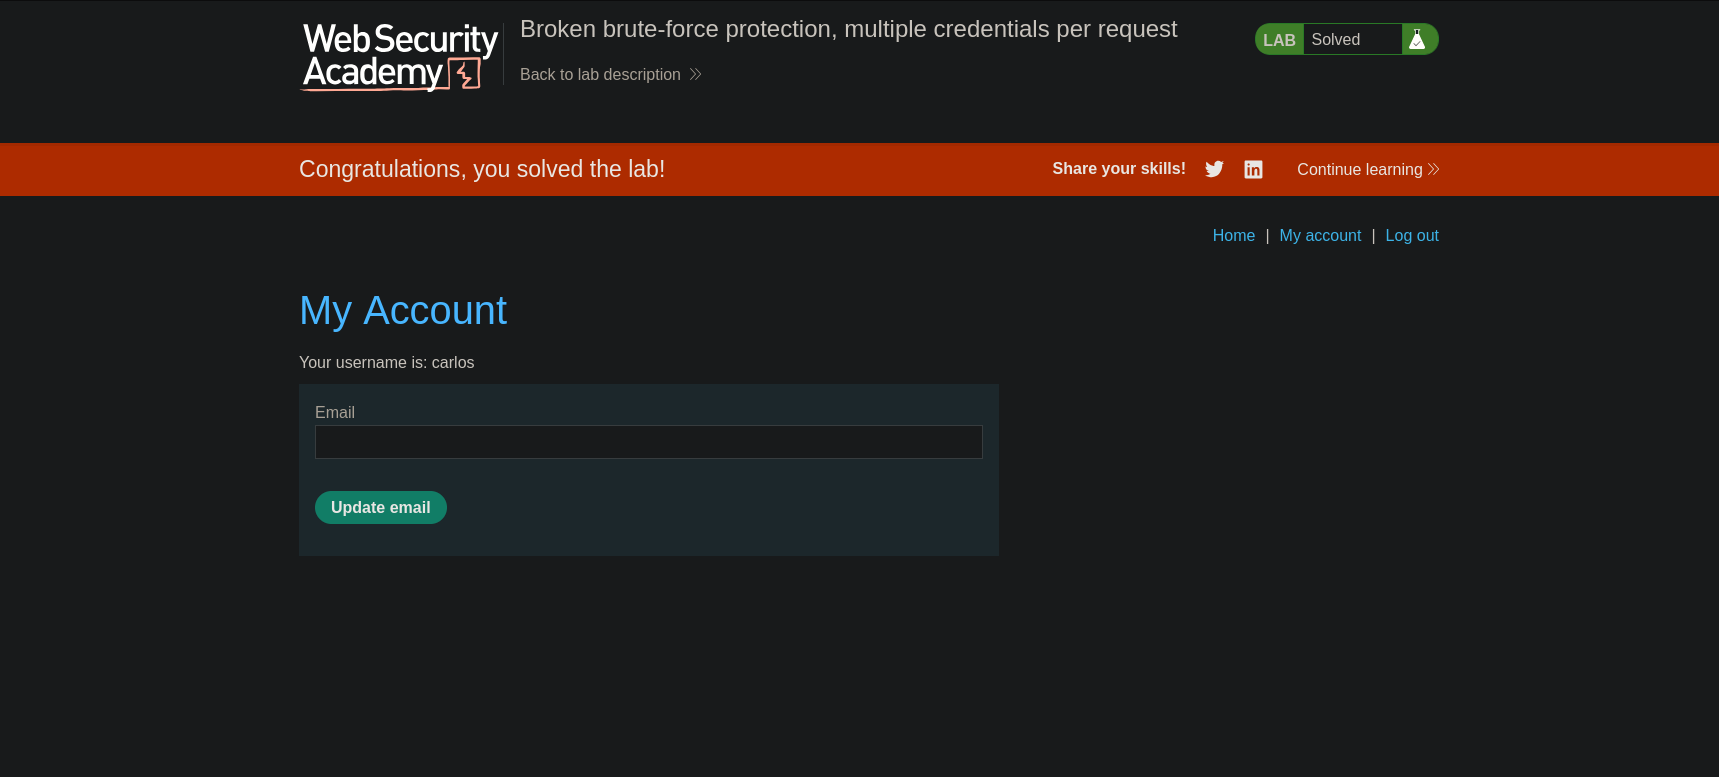 Web Security
Academy
Broken brute-force protection, multiple credentials per request
Back to lab description
LAB Solved
Congratulations, you solved the lab!
Share your skills!
Continue learning
Home | My account | Log out
My Account
Your username is: carlos
Email
Update email